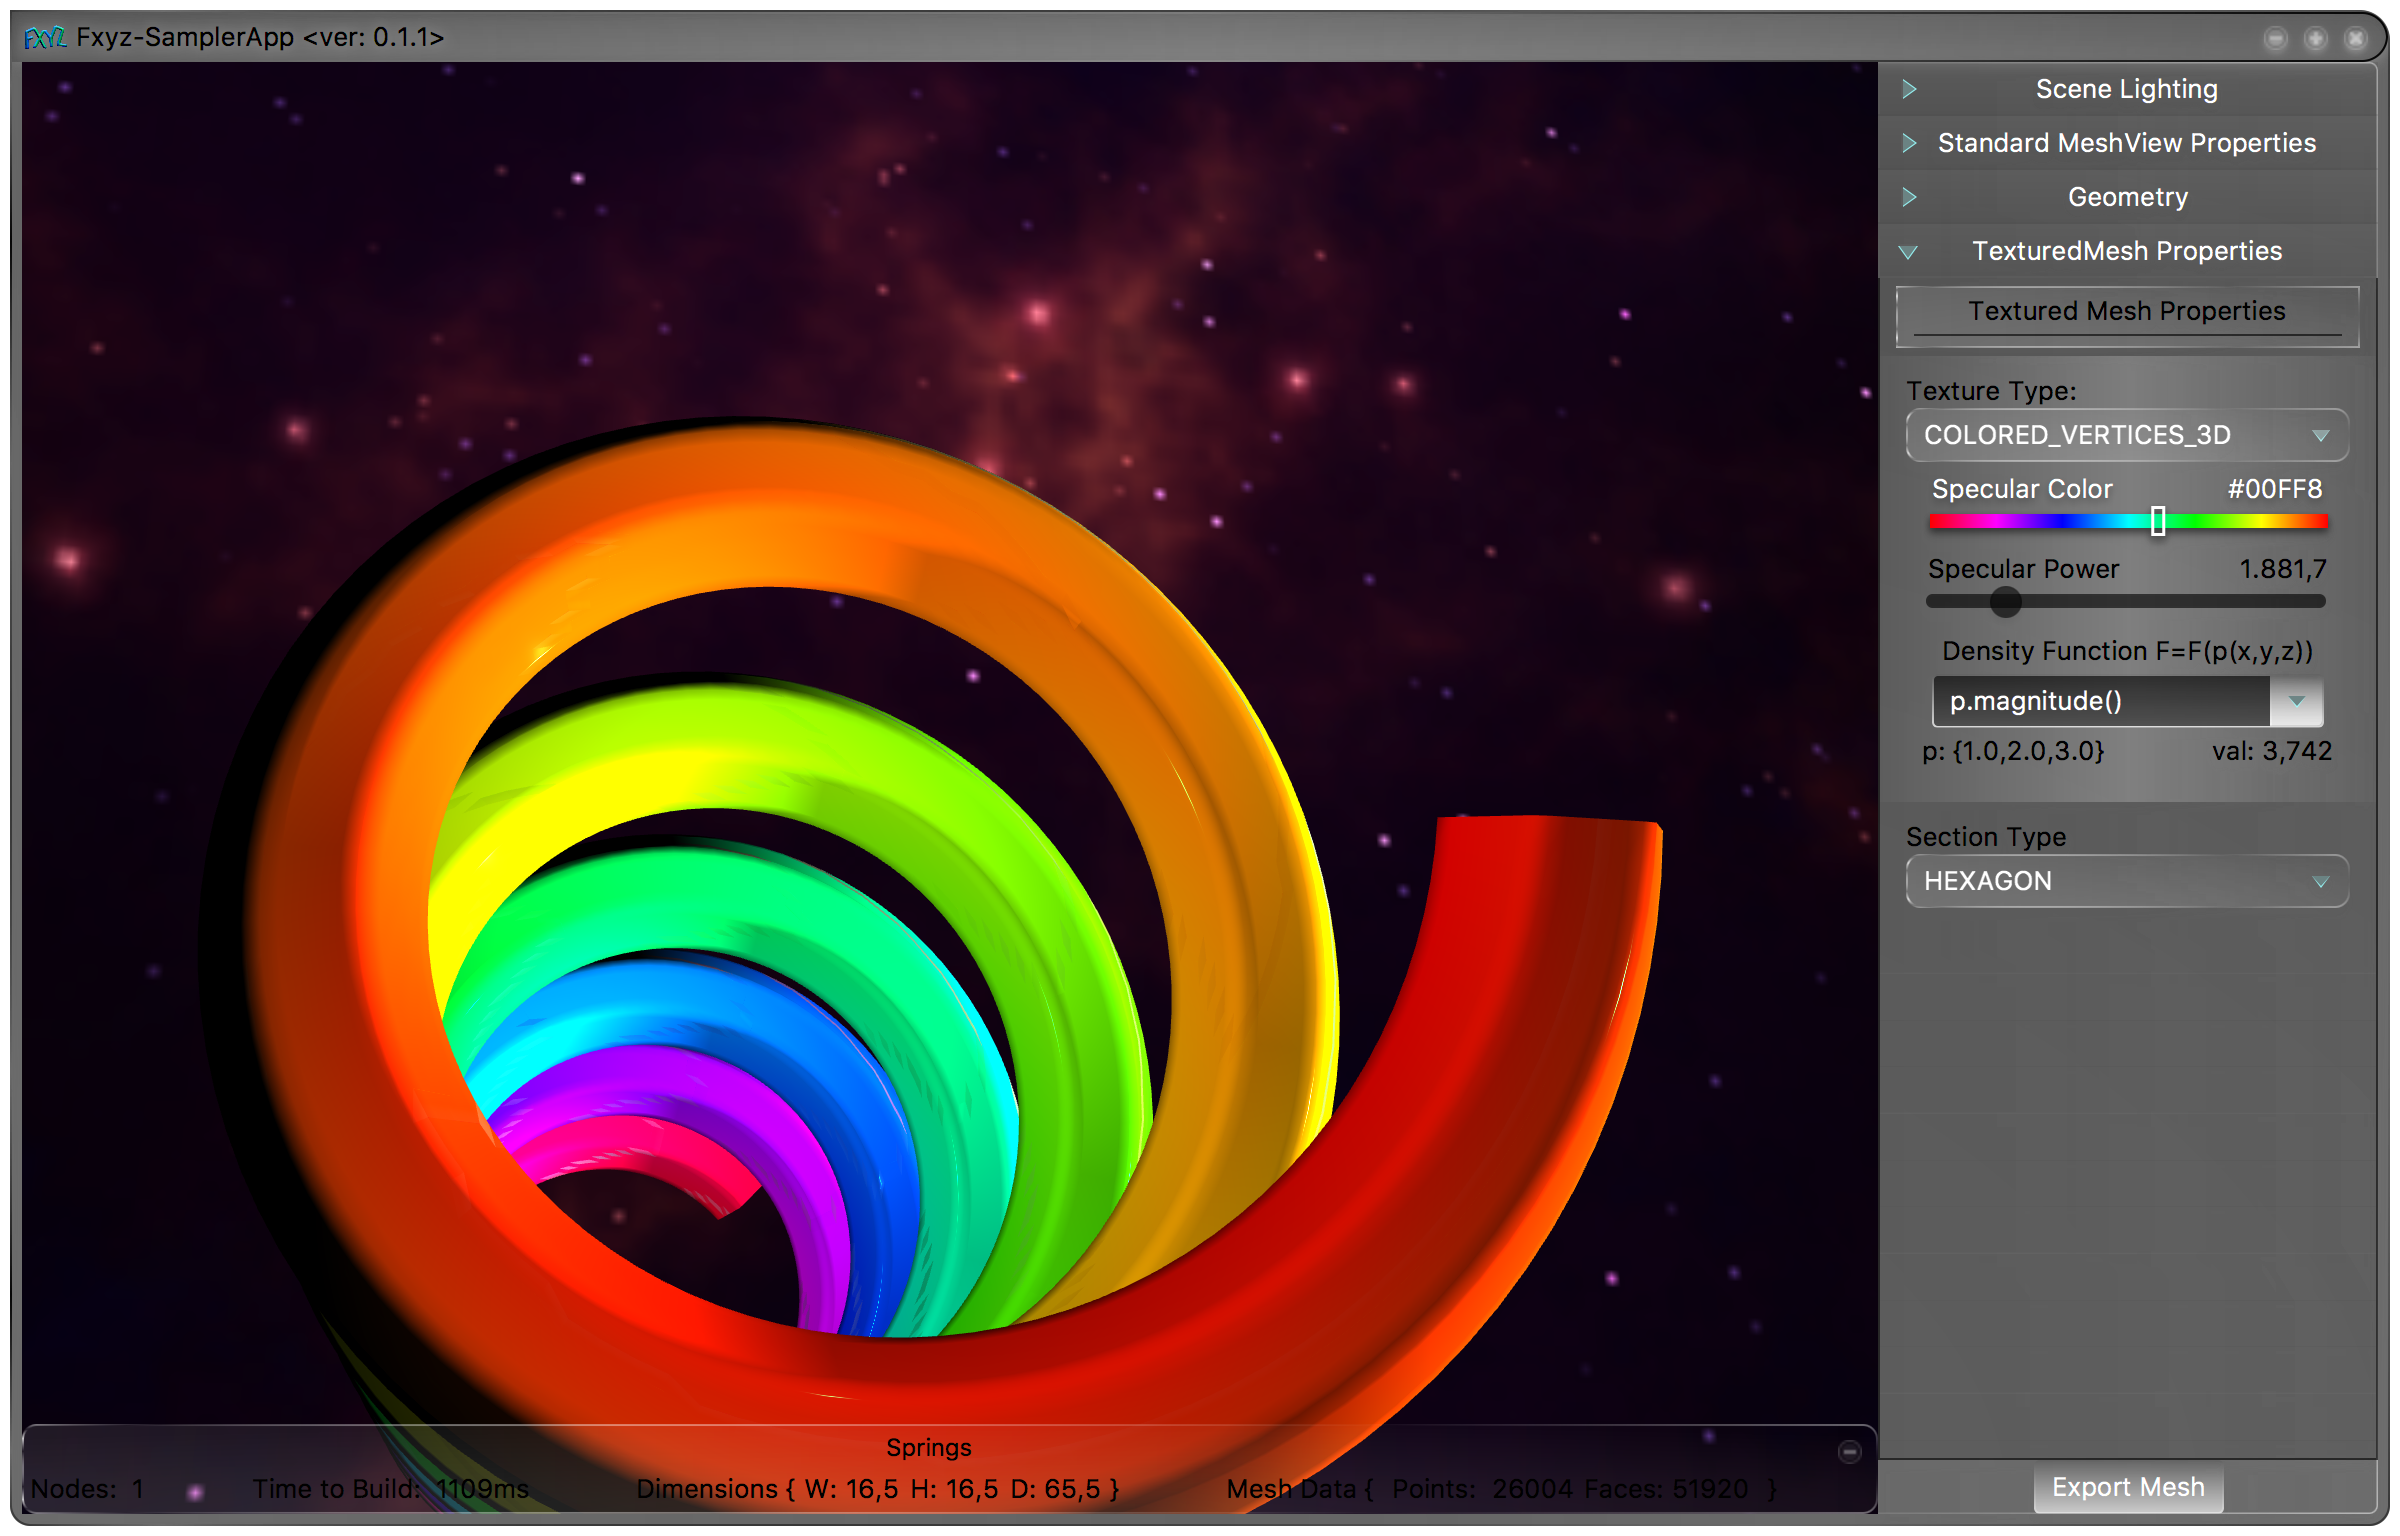 FXYZ Fxyz-SamplerApp <ver: 0.1.1>
Scene Lighting
Standard MeshView Properties
Geometry
TexturedMesh Properties
Textured Mesh Properties
Texture Type:
COLORED_VERTICES_3D
Specular Color #00FF8
Specular Power 1.881,7
Density Function F=F(p(x,y,z))
p.magnitude()
p: {1.0,2.0,3.0} val: 3,742
Section Type
HEXAGON
Springs
Nodes: 1 Time to Build: 1109ms Dimensions { W: 16,5 H: 16,5 D: 65,5 } Mesh Data { Points: 26004 Faces: 51920 }
Export Mesh